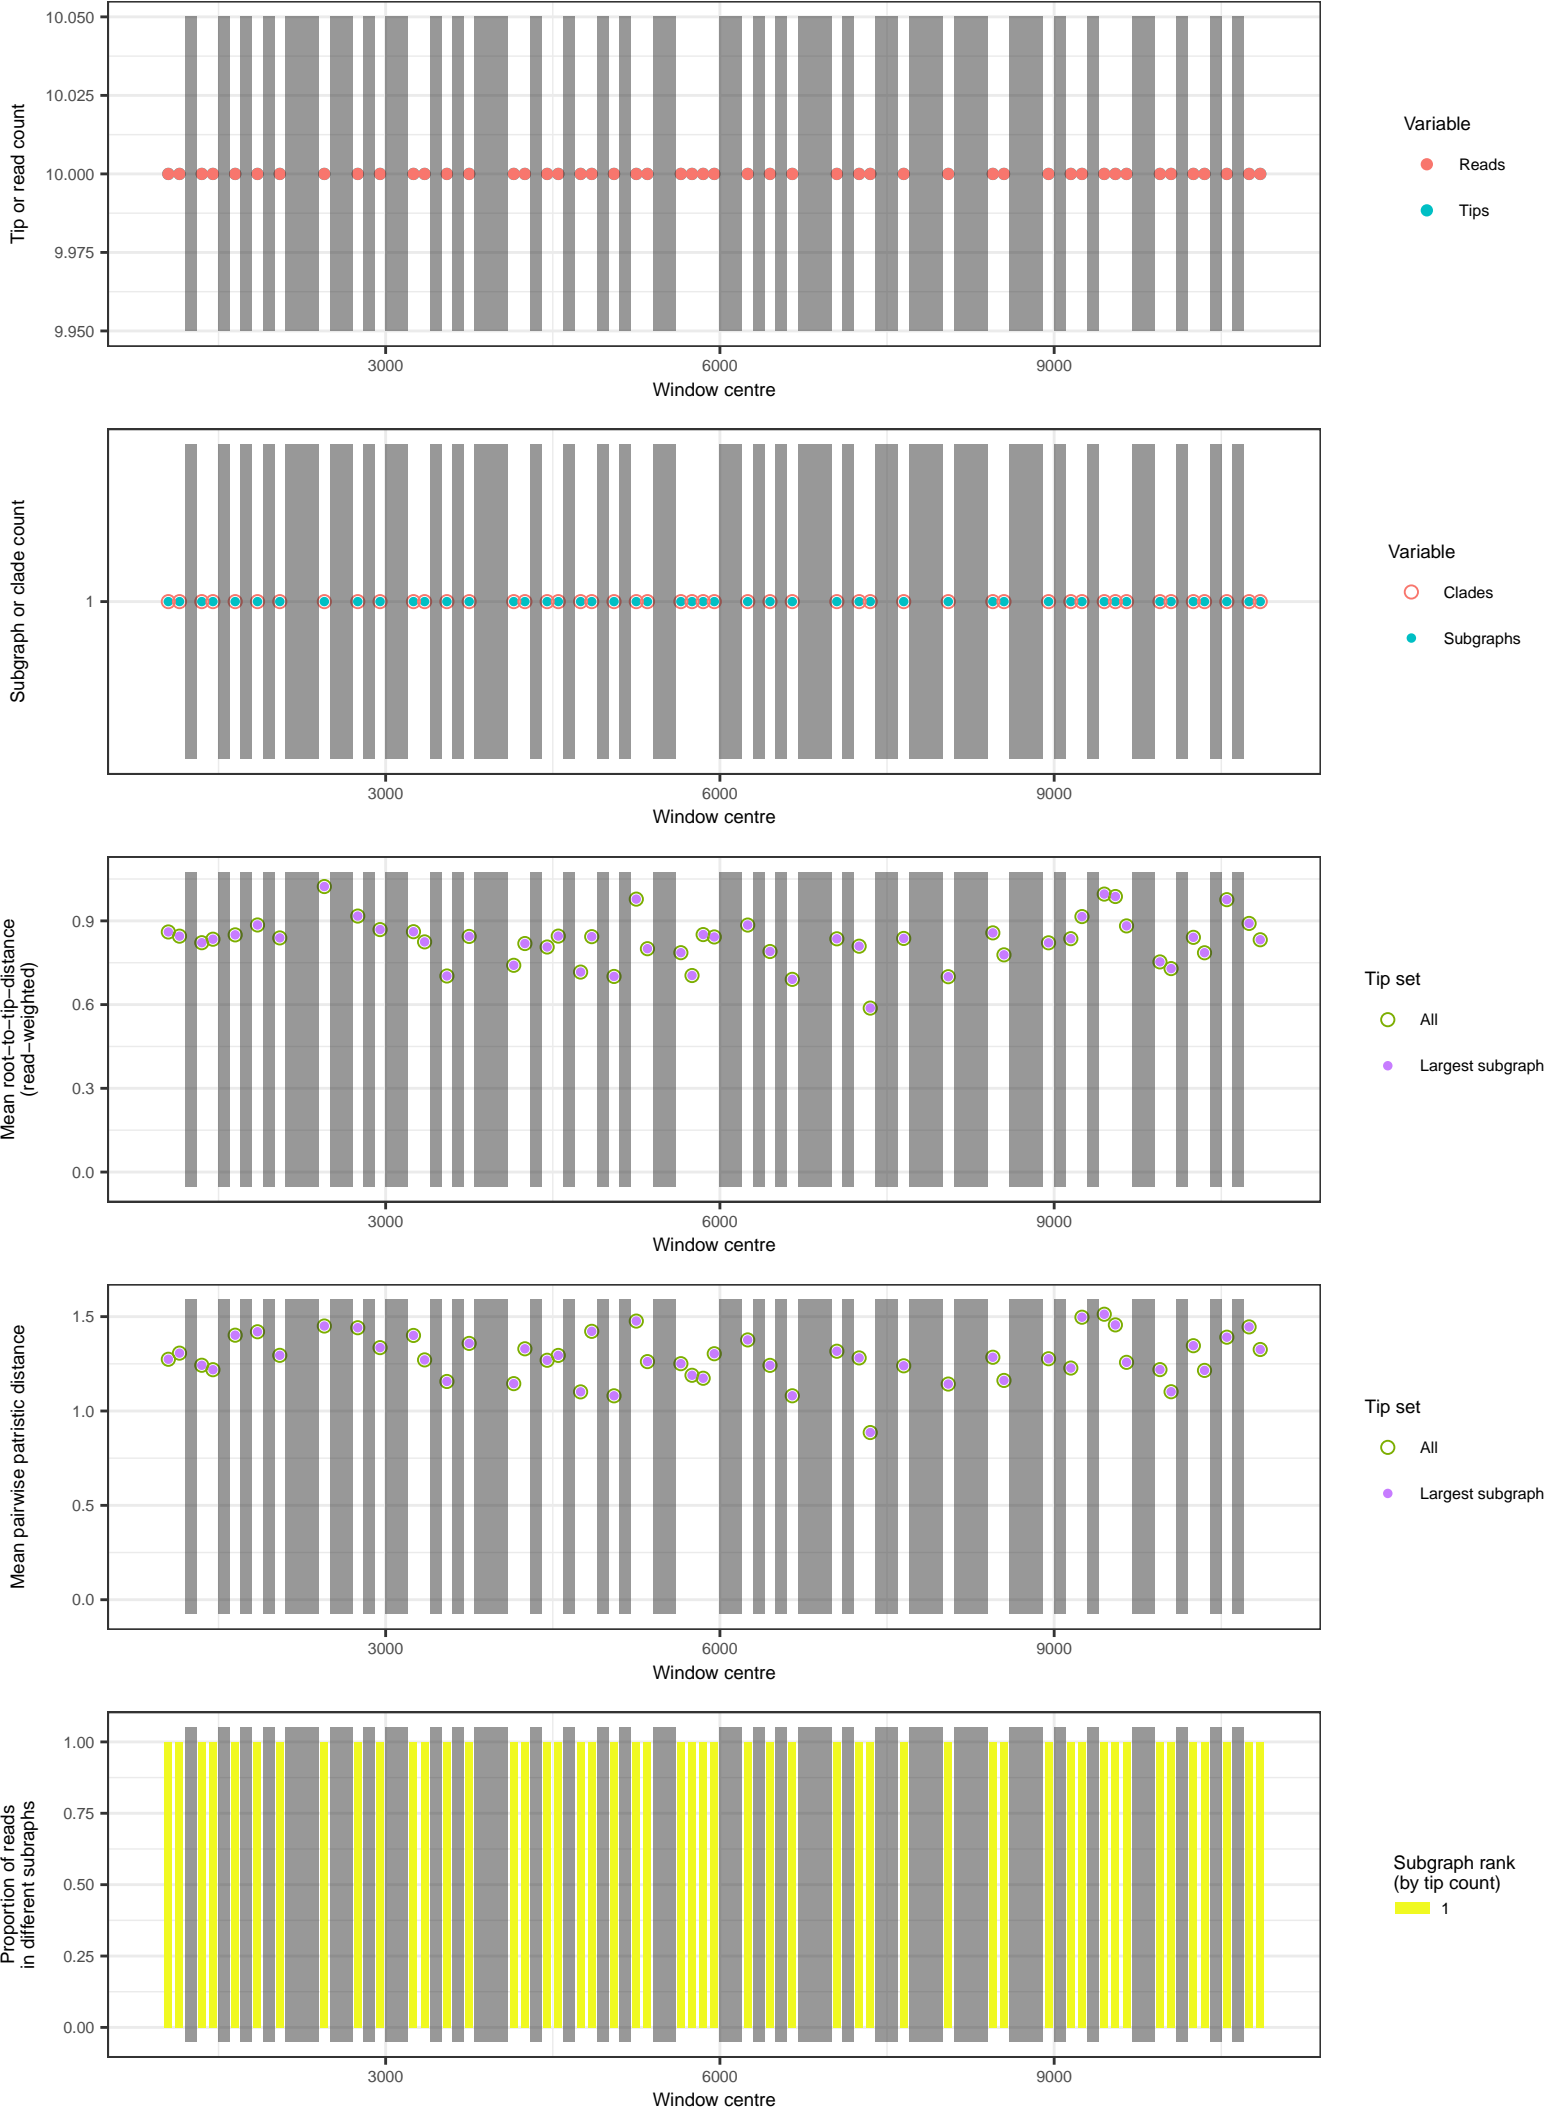 10.050
10.025
10.000
9.975
9.950
Tip or read count
3000
6000
9000
Window centre
Variable
Reads
Tips
1
Subgraph or clade count
3000
6000
9000
Window centre
Variable
Clades
Subgraphs
0.9
0.6
0.3
0.0
Mean root−to−tip−distance
(read−weighted)
3000
6000
9000
Window centre
Tip set
All
Largest subgraph
1.5
1.0
0.5
0.0
Mean pairwise patristic distance
3000
6000
9000
Window centre
Tip set
All
Largest subgraph
1.00
0.75
0.50
0.25
0.00
Proportion of reads
in different subraphs
3000
6000
9000
Window centre
Subgraph rank
(by tip count)
1